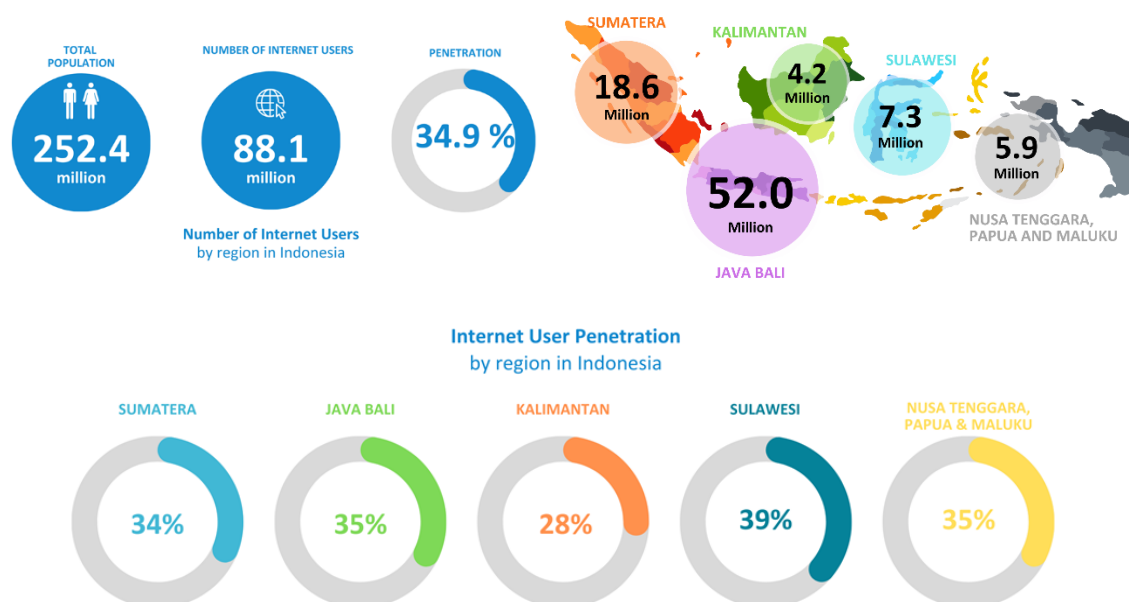 TOTAL
POPULATION
252.4
million
NUMBER OF INTERNET USERS
88.1
million
PENETRATION
34.9 %
Number of Internet Users
by region in Indonesia
SUMATERA
18.6
Million
KALIMANTAN
4.2
Million
SULAWESI
7.3
Million
52.0
Million
JAVA BALI
5.9
Million
NUSA TENGGARA,
PAPUA AND MALUKU
Internet User Penetration
by region in Indonesia
SUMATERA
34%
JAVA BALI
35%
KALIMANTAN
28%
SULAWESI
39%
NUSA TENGGARA,
PAPUA & MALUKU
35%